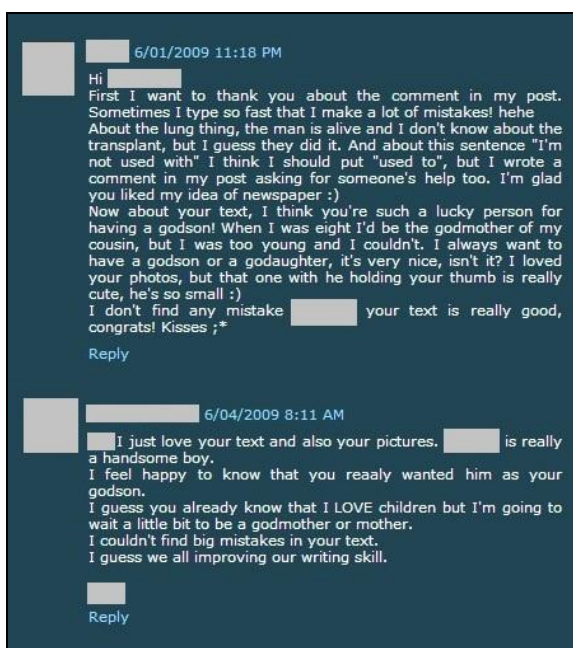 6/01/2009 11:18 PM
Hi
First I want to thank you about the comment in my post.
Sometimes I type so fast that I make a lot of mistakes! hehe
About the lung thing, the man is alive and I don't know about the
transplant, but I guess they did it. And about this sentence "I'm
not used with" I think I should put "used to", but I wrote a
comment in my post asking for someone's help too. I'm glad
you liked my idea of newspaper :)
Now about your text, I think you're such a lucky person for
having a godson! When I was eight I'd be the godmother of my
cousin, but I was too young and I couldn't. I always want to
have a godson or a godaughter, it's very nice, isn't it? I loved
your photos, but that one with he holding your thumb is really
cute, he's so small :)
I don't find any mistake your text is really good,
congrats! Kisses ;*
Reply
6/04/2009 8:11 AM
I just love your text and also your pictures. is really
a handsome boy.
I feel happy to know that you reaaly wanted him as your
godson.
I guess you already know that I LOVE children but I'm going to
wait a little bit to be a godmother or mother.
I couldn't find big mistakes in your text.
I guess we all improving our writing skill.
Reply